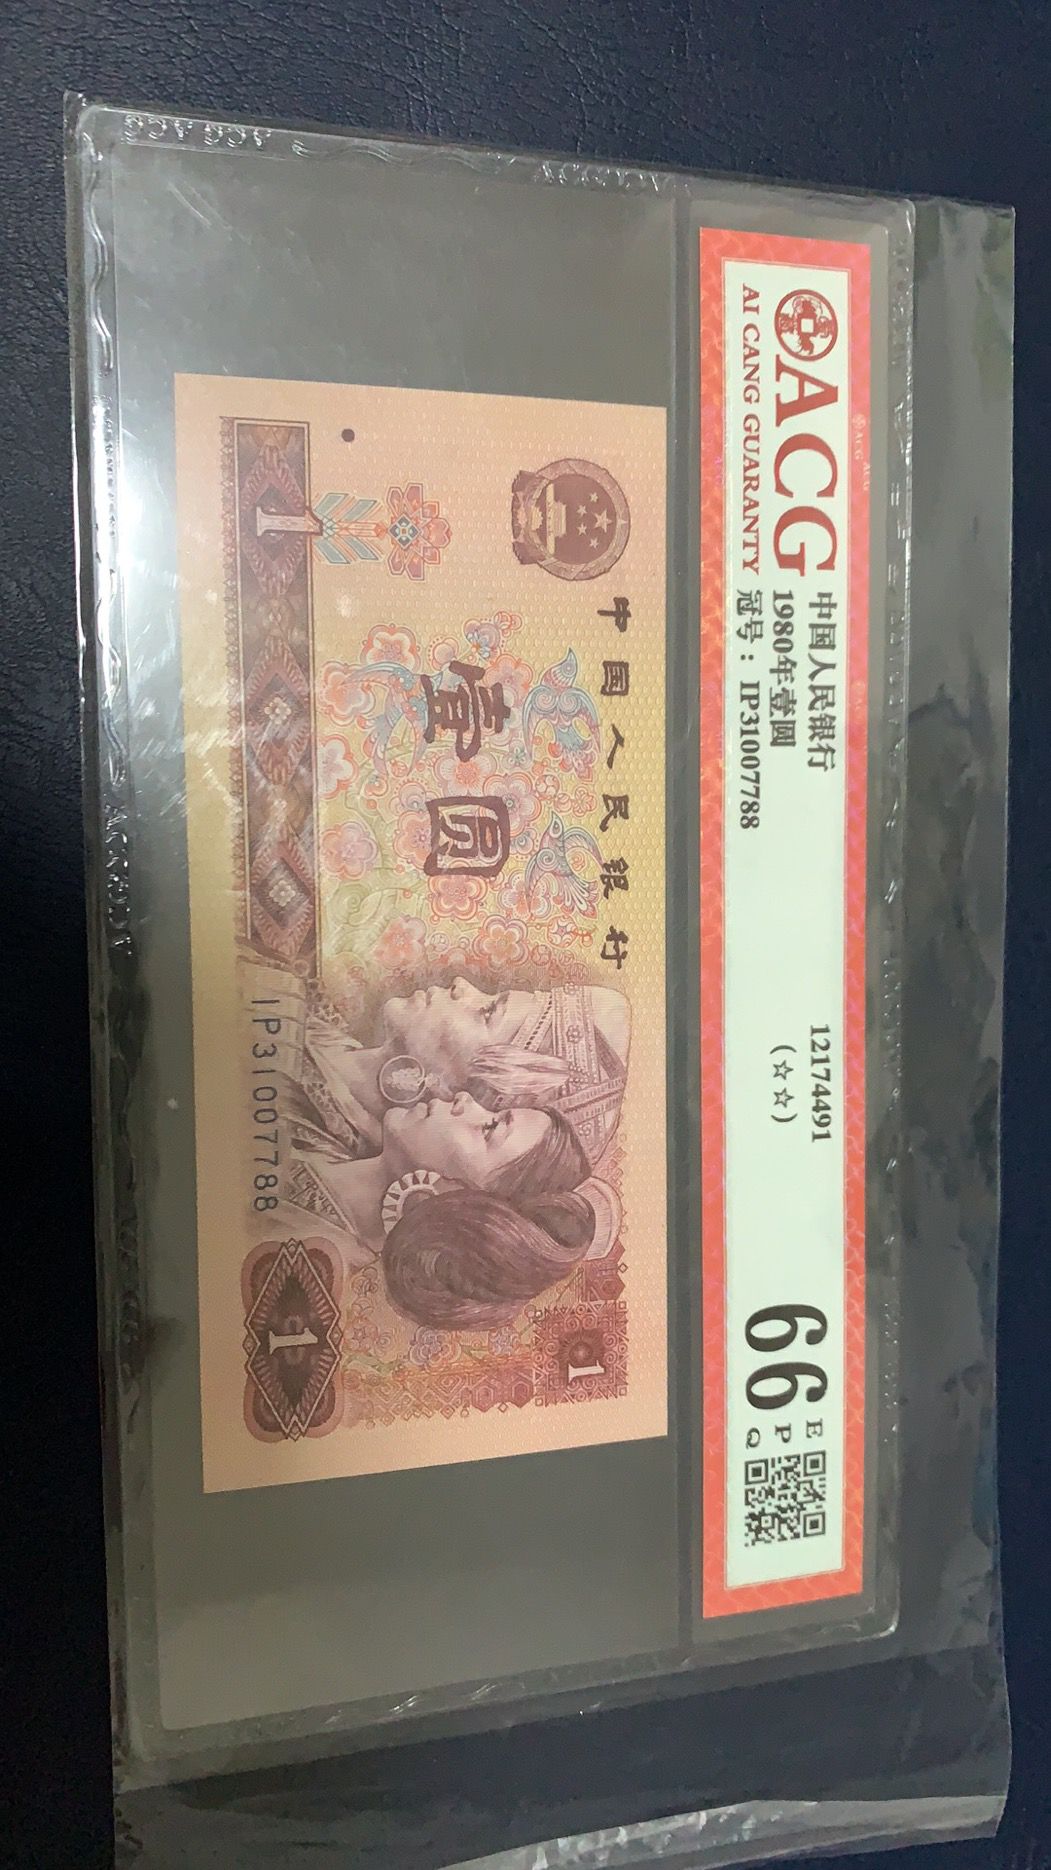 ACG
AI CANG GUARANTY
中国人民银行
1980年壹圆
冠号：IP31007788
12174491
(☆☆)
66
E
P
Q
中国人民银行
壹圆
1
IP31007788
1
1